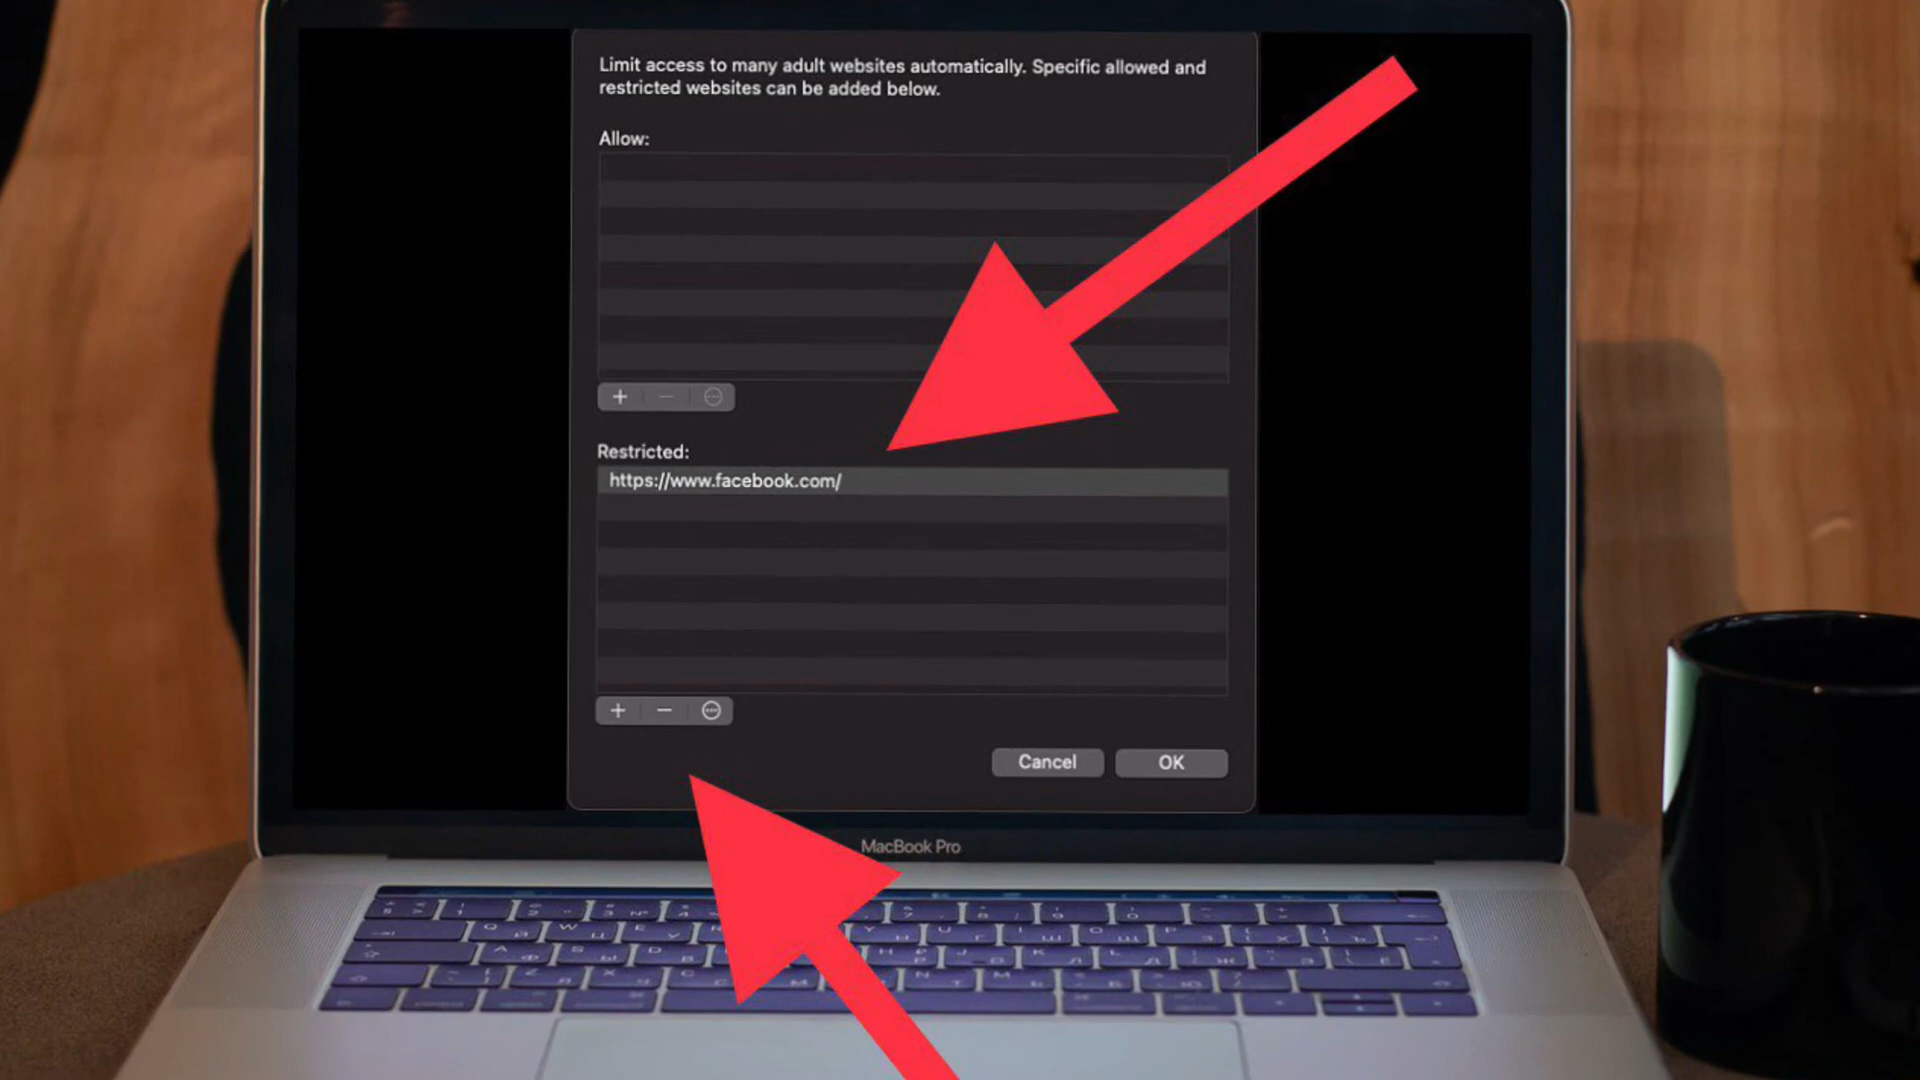 Limit access to many adult websites automatically. Specific allowed and
restricted websites can be added below.
Allow:
Restricted:
https://www.facebook.com/
Cancel OK
MacBook Pro